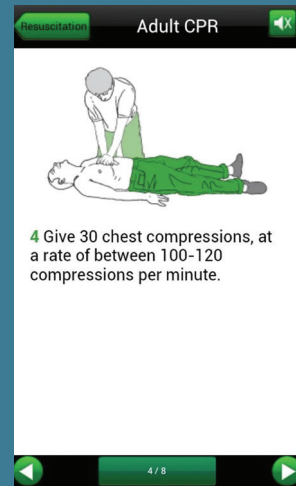 Resuscitation
Adult CPR
4 Give 30 chest compressions, at
a rate of between 100-120
compressions per minute.
4 / 8